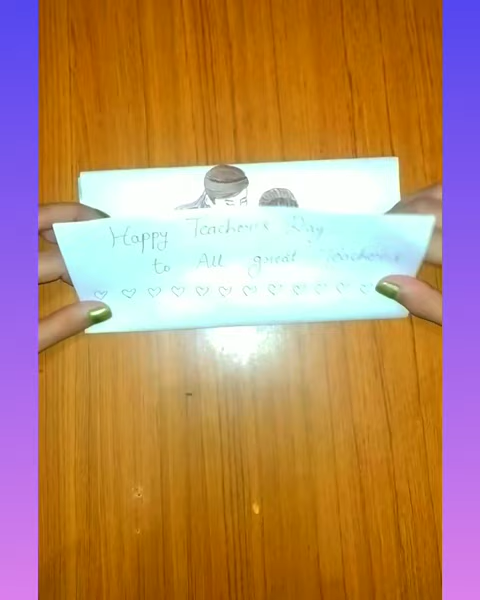 Happy Teacher's Day
to All great Teachers
♡ ♡ ♡ ♡ ♡ ♡ ♡ ♡ ♡ ♡ ♡ ♡